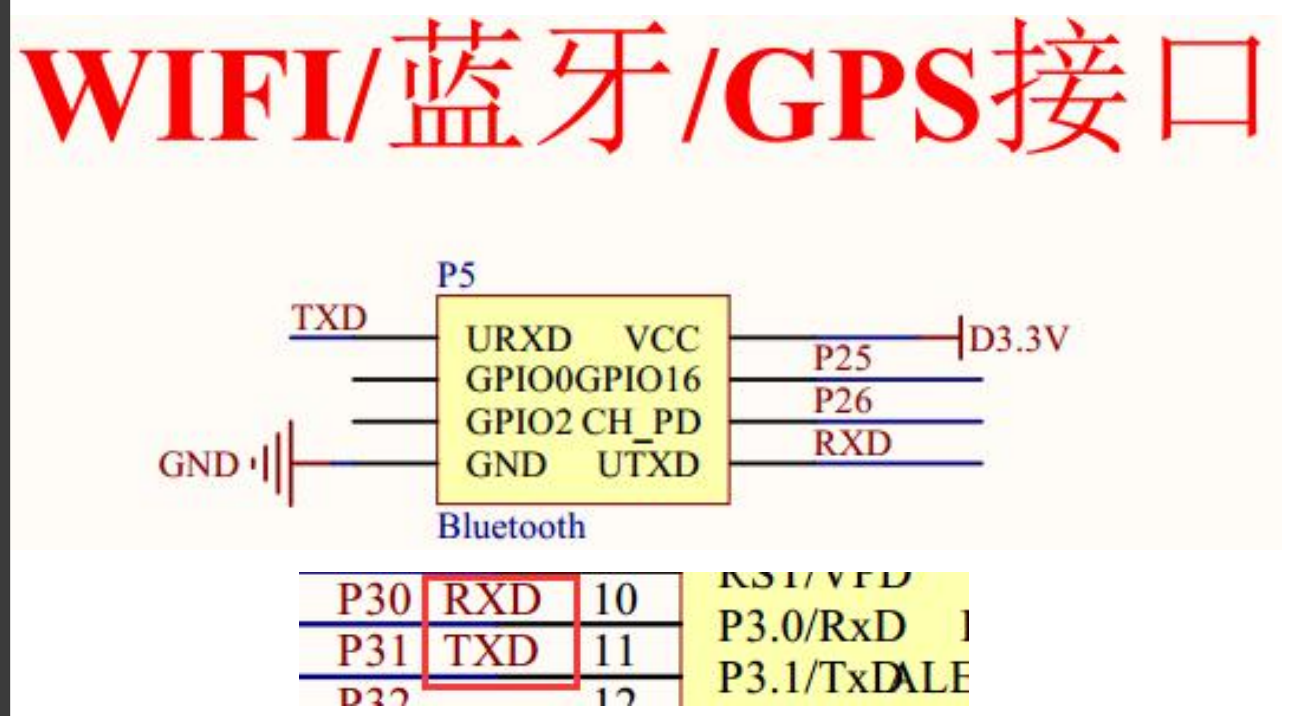 WIFI/蓝牙/GPS接口
P5
TXD URXD VCC D3.3V
GPIO0 GPIO16 P25
GPIO2 CH_PD P26
GND GND UTXD RXD
Bluetooth
RST/VPD
P30 RXD 10 P3.0/RxD
P31 TXD 11 P3.1/TxD ALE
P32 12